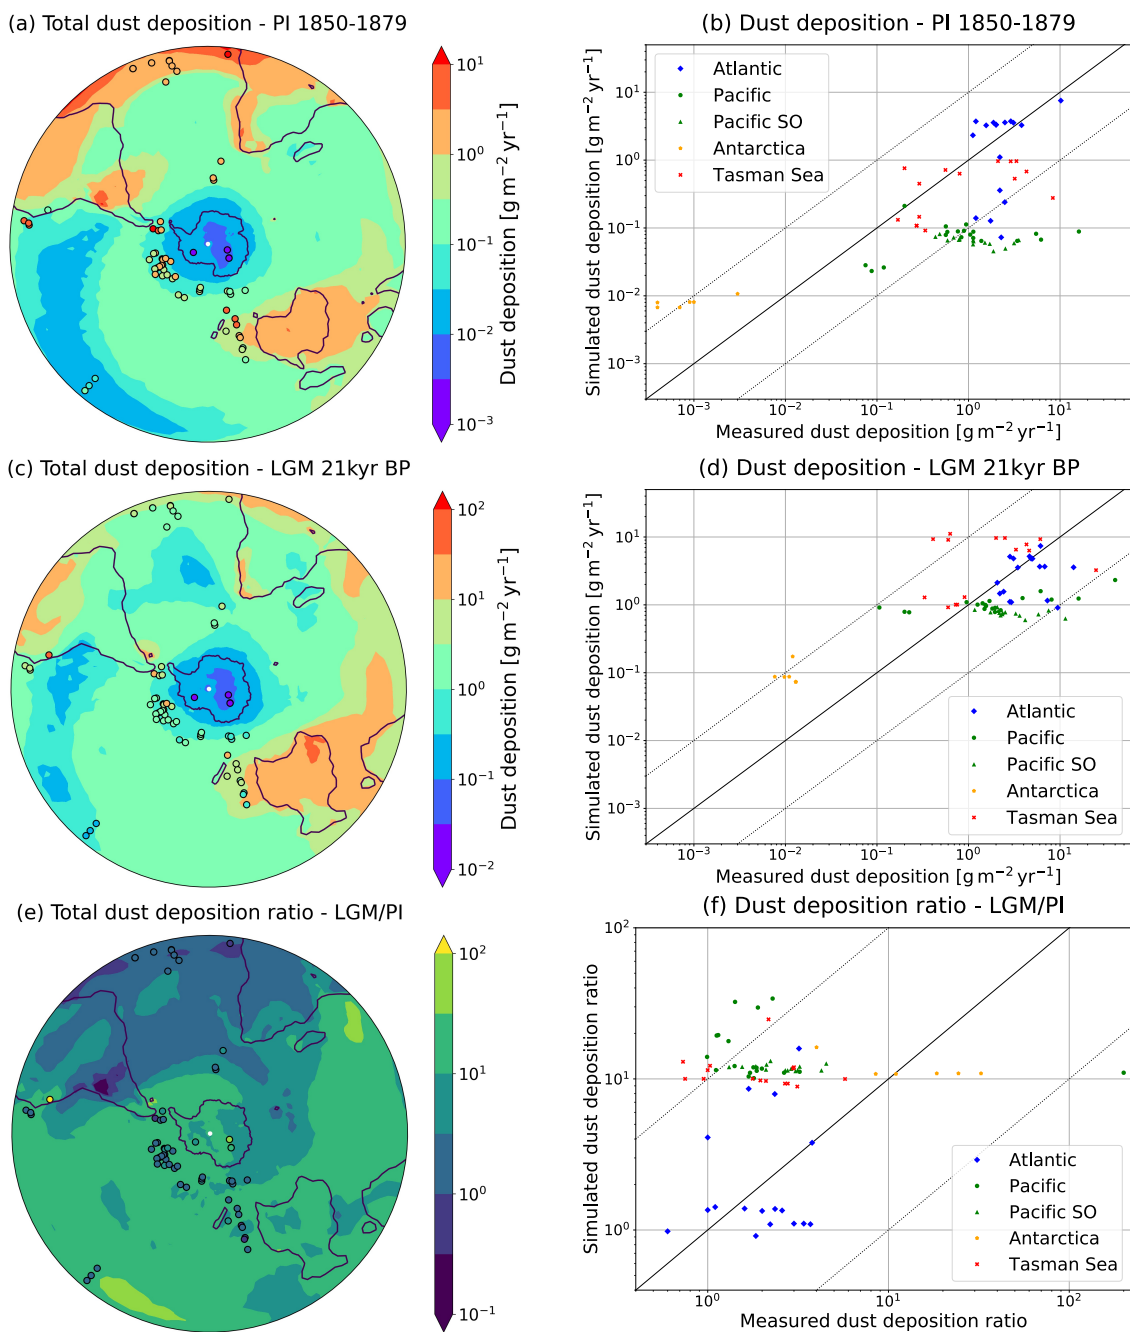 (a) Total dust deposition - PI 1850-1879
10¹
10⁰
10⁻¹
10⁻²
10⁻³
Dust deposition [g m⁻² yr⁻¹]
(b) Dust deposition - PI 1850-1879
Atlantic
Pacific
Pacific SO
Antarctica
Tasman Sea
10¹
10⁰
10⁻¹
10⁻²
10⁻³
Simulated dust deposition [g m⁻² yr⁻¹]
10⁻³ 10⁻² 10⁻¹ 10⁰ 10¹
Measured dust deposition [g m⁻² yr⁻¹]
(c) Total dust deposition - LGM 21kyr BP
10²
10¹
10⁰
10⁻¹
10⁻²
Dust deposition [g m⁻² yr⁻¹]
(d) Dust deposition - LGM 21kyr BP
10¹
10⁰
10⁻¹
10⁻²
10⁻³
Simulated dust deposition [g m⁻² yr⁻¹]
Atlantic
Pacific
Pacific SO
Antarctica
Tasman Sea
10⁻³ 10⁻² 10⁻¹ 10⁰ 10¹
Measured dust deposition [g m⁻² yr⁻¹]
(e) Total dust deposition ratio - LGM/PI
10²
10¹
10⁰
10⁻¹
(f) Dust deposition ratio - LGM/PI
10²
10¹
10⁰
Simulated dust deposition ratio
Atlantic
Pacific
Pacific SO
Antarctica
Tasman Sea
10⁰ 10¹ 10²
Measured dust deposition ratio